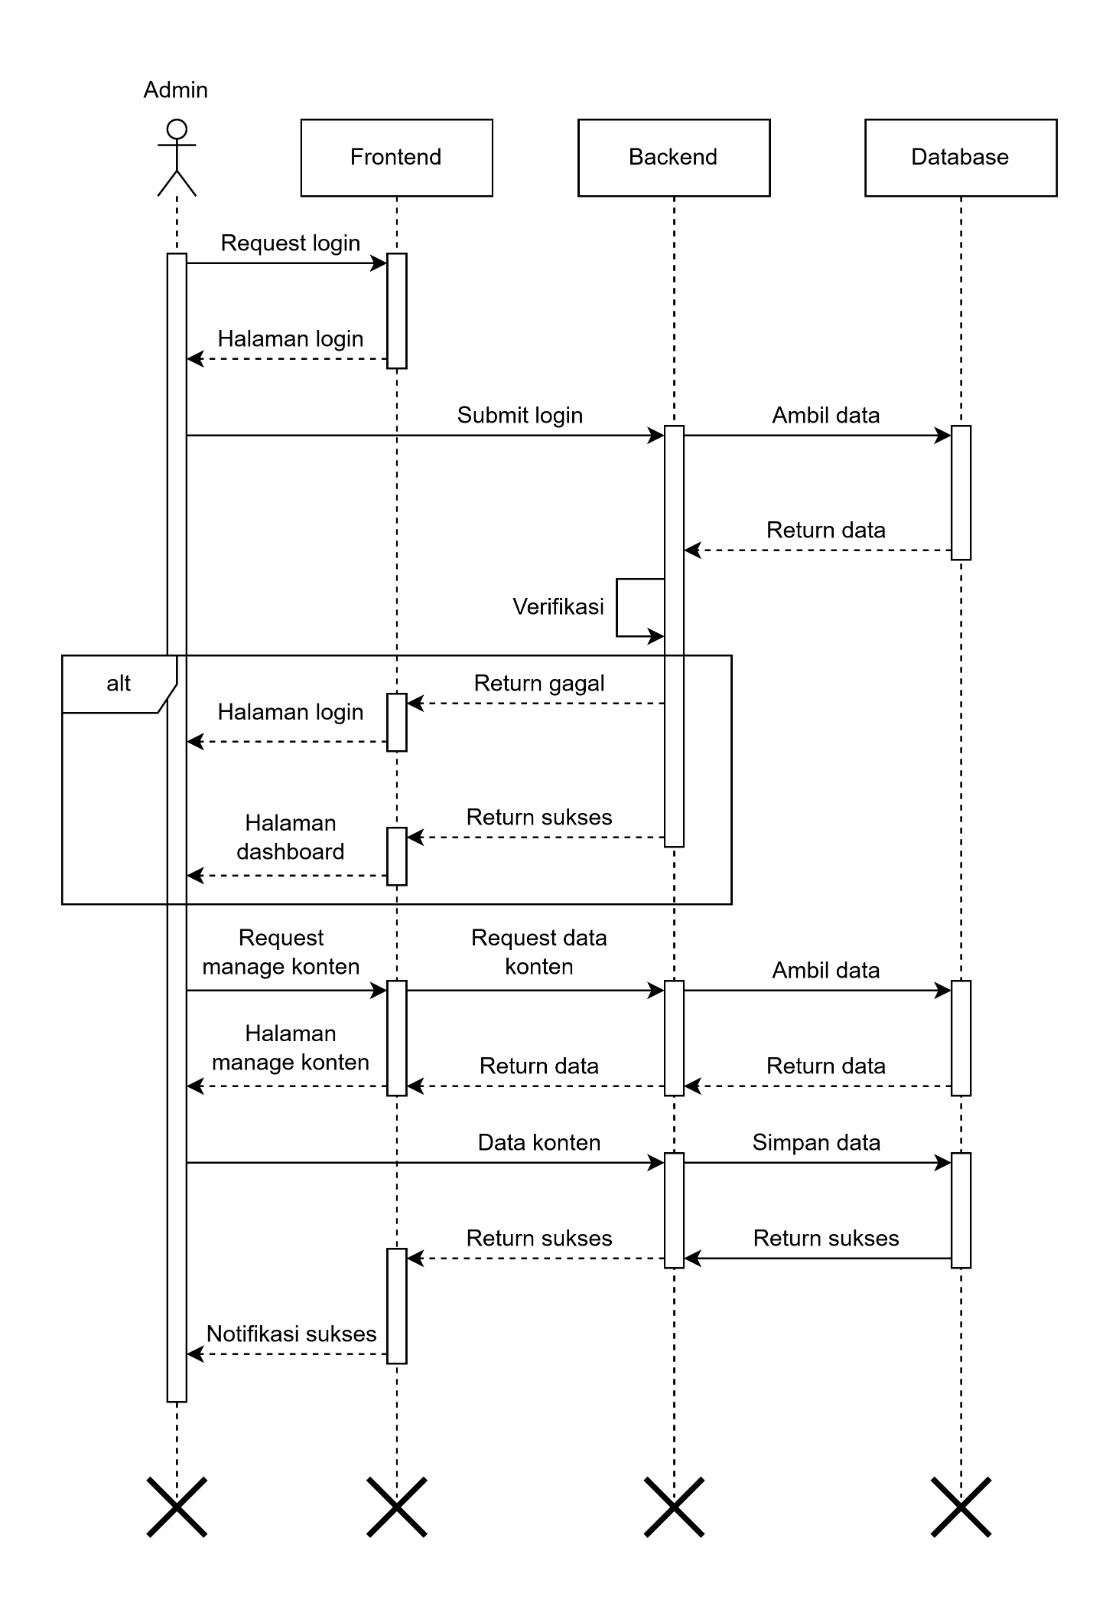 Admin
Frontend
Backend
Database
Request login
Halaman login
Submit login
Ambil data
Return data
Verifikasi
alt
Return gagal
Halaman login
Return sukses
Halaman
dashboard
Request
manage konten
Request data
konten
Ambil data
Halaman
manage konten
Return data
Return data
Data konten
Simpan data
Return sukses
Return sukses
Notifikasi sukses